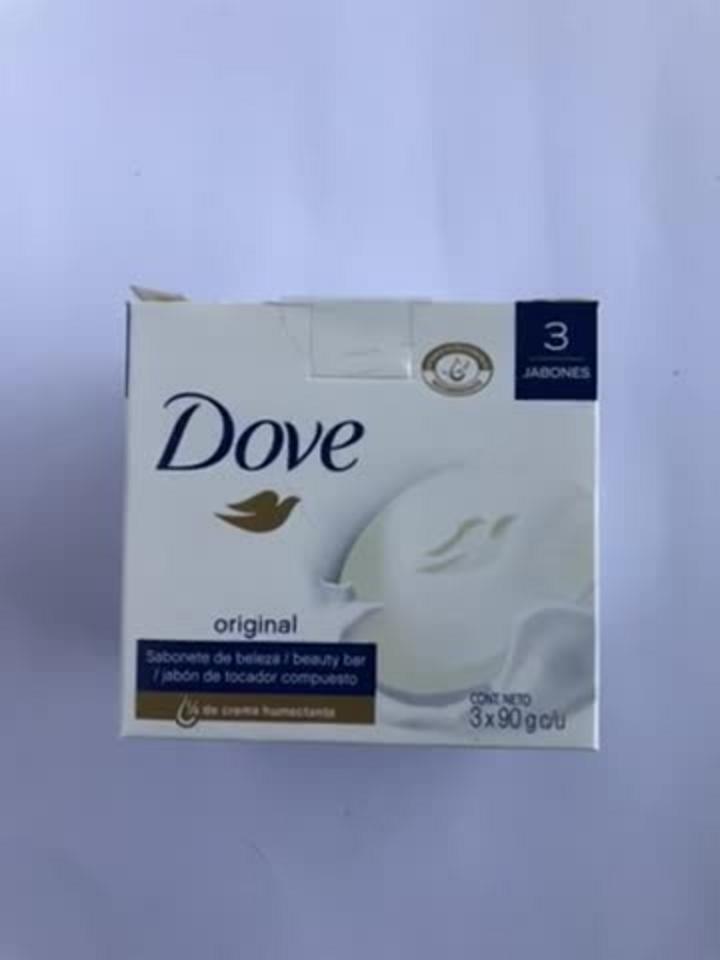 3
JABONES
Dove
original
Sabonete de beleza / beauty bar
/ jabón de tocador compuesto
¼ de crema humectante
CONT. NETO
3 x 90 g c/u